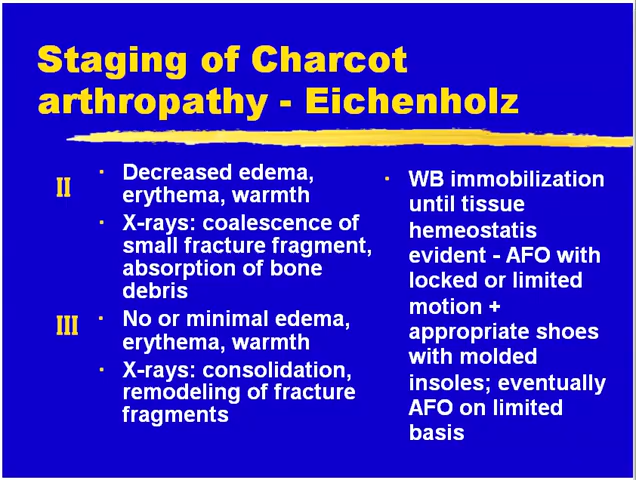 Staging of Charcot
arthropathy - Eichenholz
II
· Decreased edema,
erythema, warmth
· X-rays: coalescence of
small fracture fragment,
absorption of bone
debris
III
· No or minimal edema,
erythema, warmth
· X-rays: consolidation,
remodeling of fracture
fragments
· WB immobilization
until tissue
hemeostatis
evident - AFO with
locked or limited
motion +
appropriate shoes
with molded
insoles; eventually
AFO on limited
basis